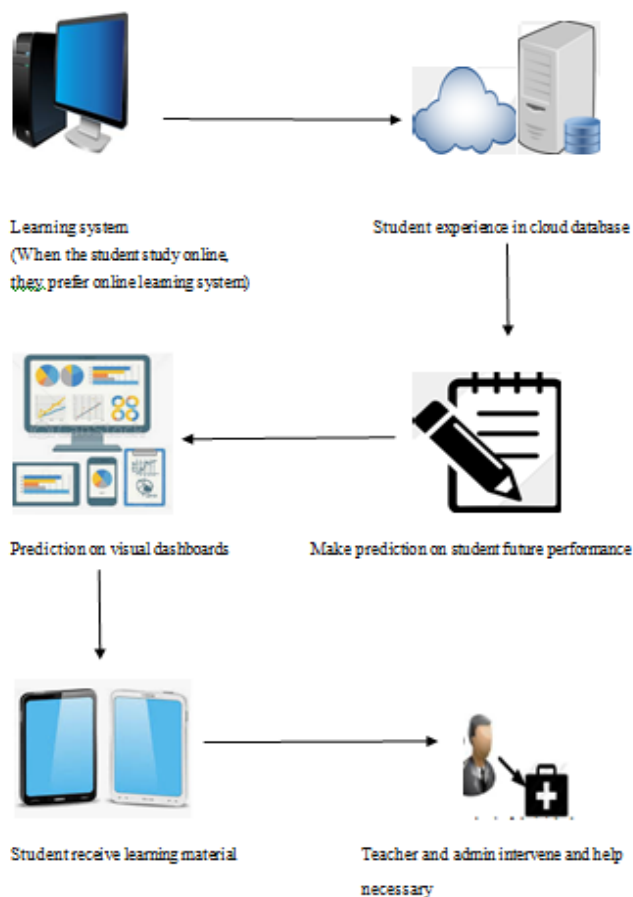 Learning system
(When the student study online,
they prefer online learning system)
Student experience in cloud database
Prediction on visual dashboards
Make prediction on student future performance
Student receive learning material
Teacher and admin intervene and help
necessary